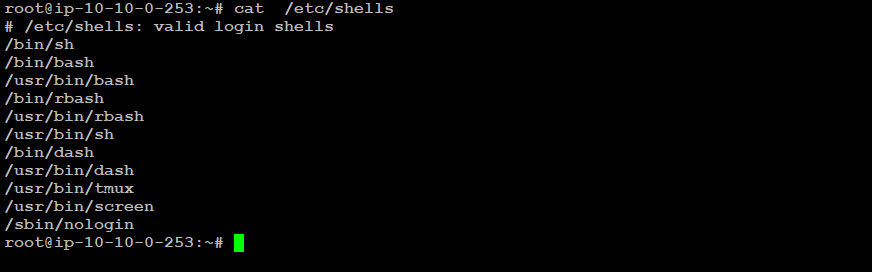 root@ip-10-10-0-253:~# cat  /etc/shells
# /etc/shells: valid login shells
/bin/sh
/bin/bash
/usr/bin/bash
/bin/rbash
/usr/bin/rbash
/usr/bin/sh
/bin/dash
/usr/bin/dash
/usr/bin/tmux
/usr/bin/screen
/sbin/nologin
root@ip-10-10-0-253:~#